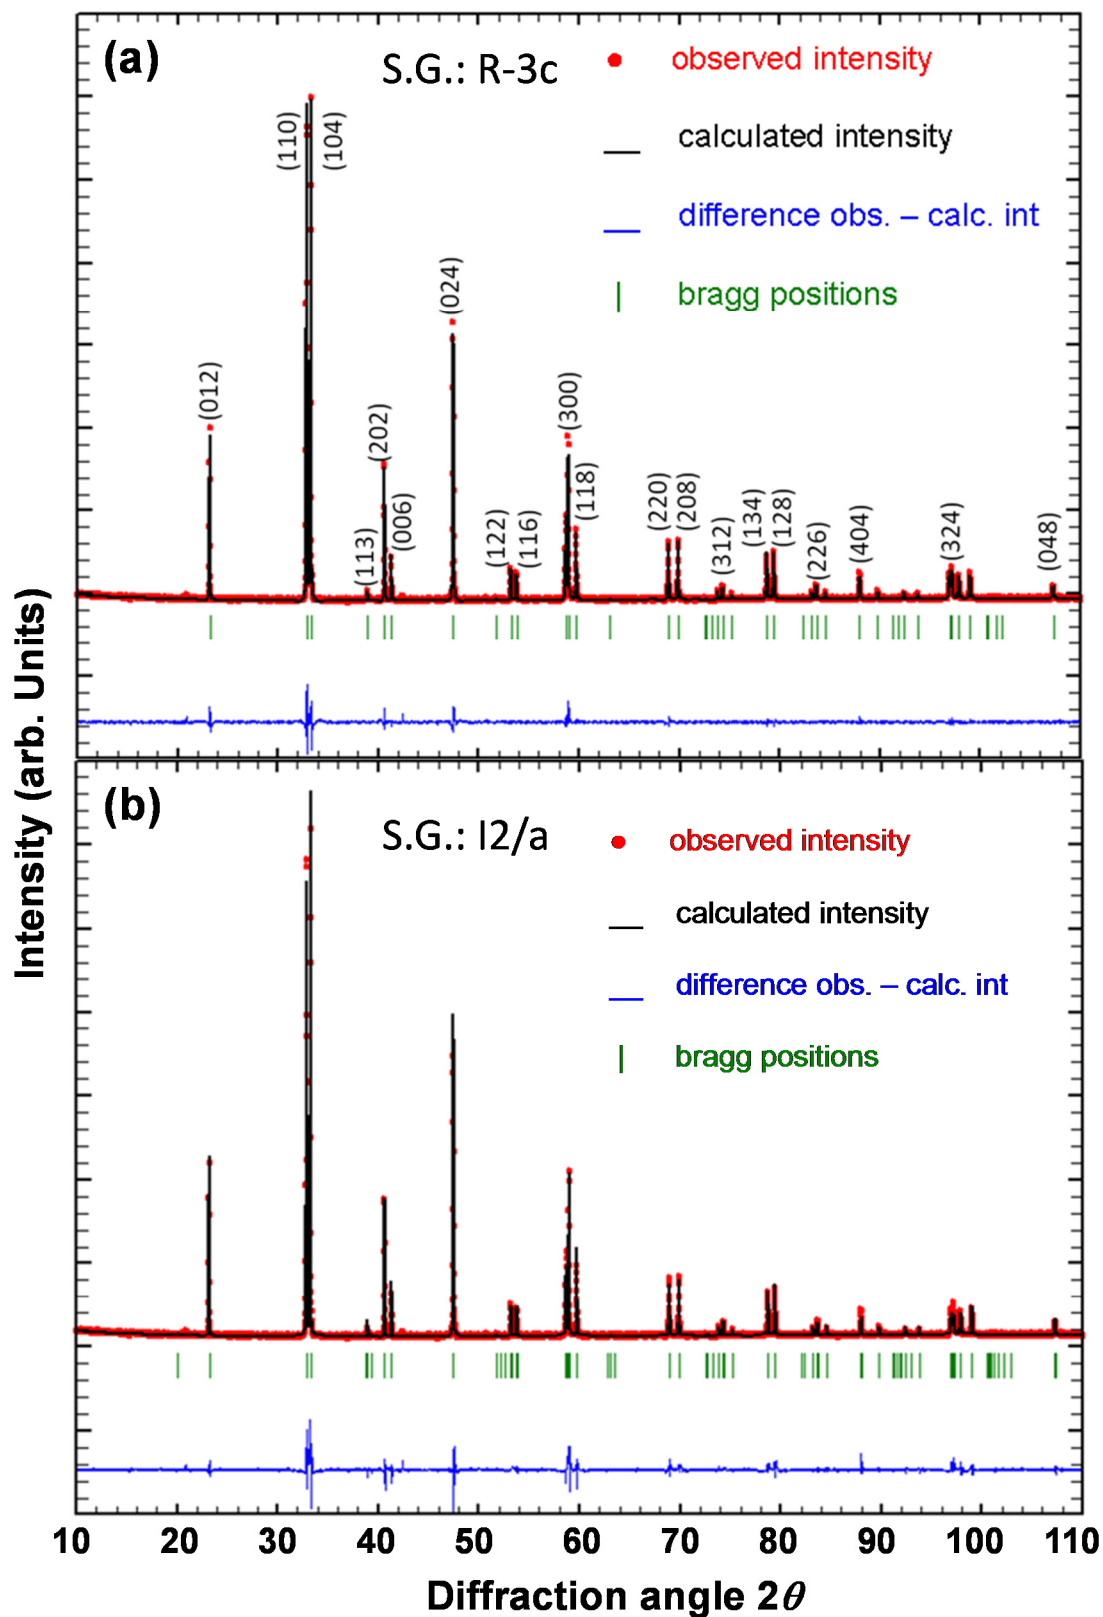 (a)
S.G.: R-3c
observed intensity
calculated intensity
difference obs. – calc. int
bragg positions
(012)
(110)
(104)
(113)
(202)
(006)
(024)
(122)
(116)
(300)
(118)
(220)
(208)
(312)
(134)
(128)
(226)
(404)
(324)
(048)
Intensity (arb. Units)
(b)
S.G.: I2/a
observed intensity
calculated intensity
difference obs. – calc. int
bragg positions
10 20 30 40 50 60 70 80 90 100 110
Diffraction angle 2θ